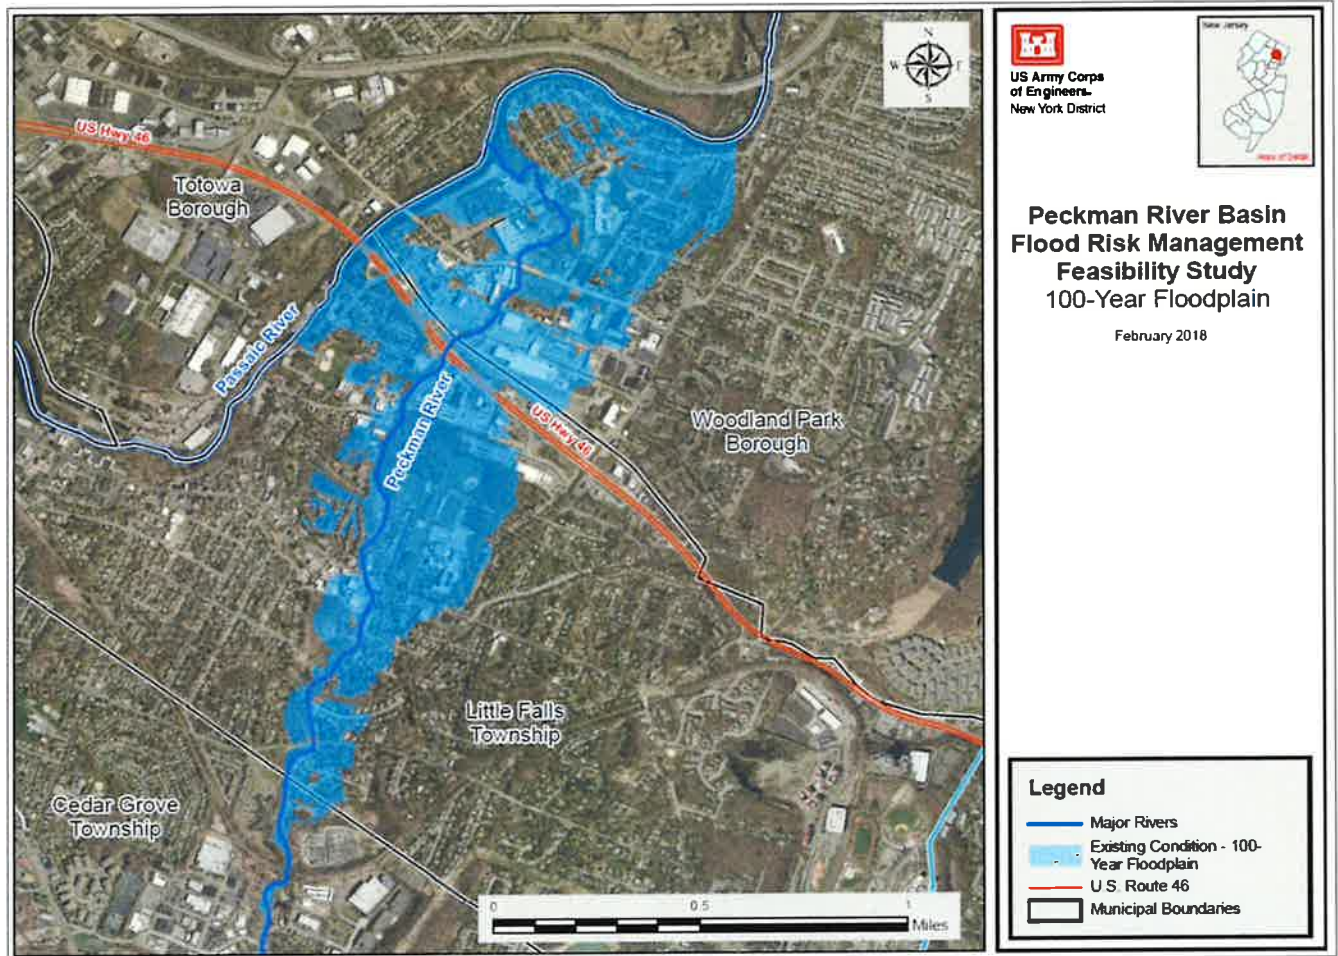 US Hwy 46
Totowa
Borough
Passaic River
Peckman River
US Hwy 46
Woodland Park
Borough
Little Falls
Township
Cedar Grove
Township
N
W E
S
0 0.5 1
Miles
US Army Corps
of Engineers
New York District
New Jersey
Area of Detail
Peckman River Basin
Flood Risk Management
Feasibility Study
100-Year Floodplain
February 2018
Legend
Major Rivers
Existing Condition - 100-
Year Floodplain
U.S. Route 46
Municipal Boundaries